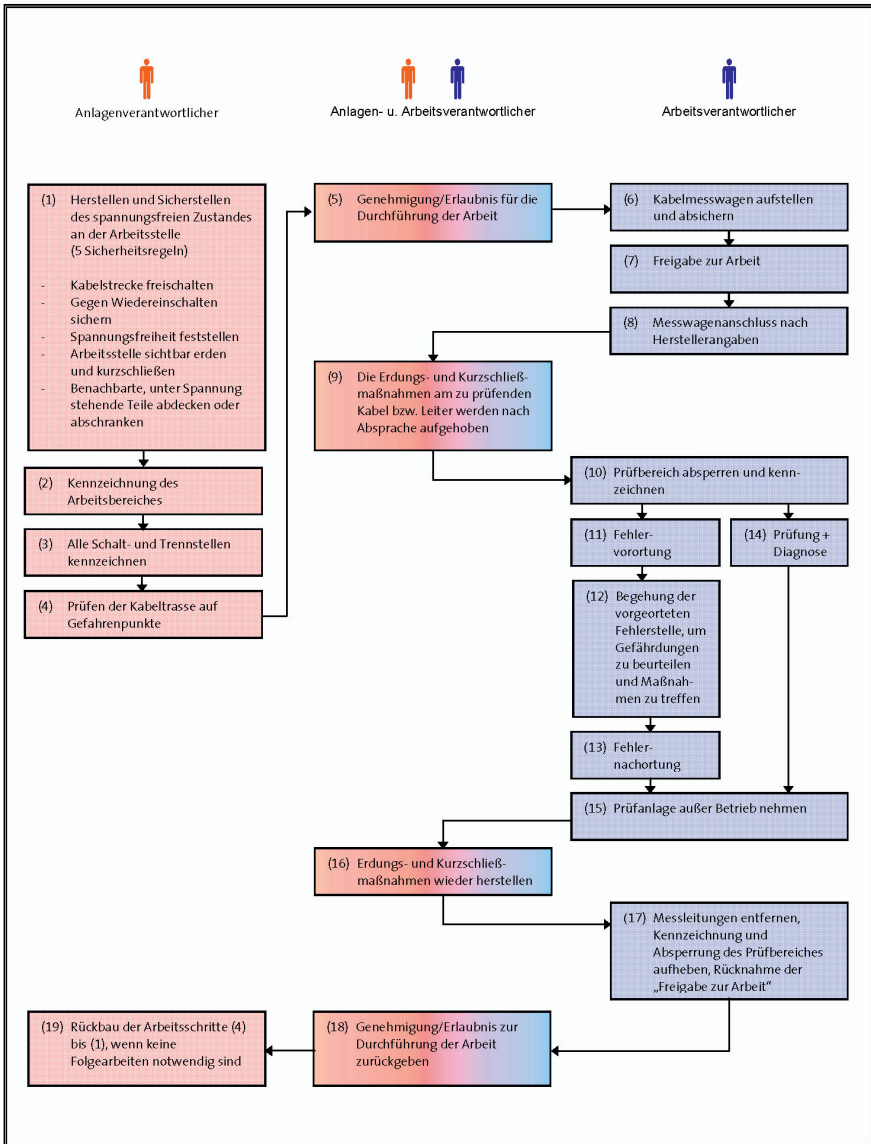 Anlagenverantwortlicher
Anlagen- u. Arbeitsverantwortlicher
Arbeitsverantwortlicher
(1) Herstellen und Sicherstellen
des spannungsfreien Zustandes
an der Arbeitsstelle
(5 Sicherheitsregeln)
- Kabelstrecke freischalten
- Gegen Wiedereinschalten
sichern
- Spannungsfreiheit feststellen
- Arbeitsstelle sichtbar erden
und kurzschließen
- Benachbarte, unter Spannung
stehende Teile abdecken oder
abschranken
(2) Kennzeichnung des
Arbeitsbereiches
(3) Alle Schalt- und Trennstellen
kennzeichnen
(4) Prüfen der Kabeltrasse auf
Gefahrenpunkte
(5) Genehmigung/Erlaubnis für die
Durchführung der Arbeit
(6) Kabelmesswagen aufstellen
und absichern
(7) Freigabe zur Arbeit
(8) Messwagenanschluss nach
Herstellerangaben
(9) Die Erdungs- und Kurzschließ-
maßnahmen am zu prüfenden
Kabel bzw. Leiter werden nach
Absprache aufgehoben
(10) Prüfbereich absperren und kenn-
zeichnen
(11) Fehler-
vorortung
(14) Prüfung +
Diagnose
(12) Begehung der
vorgeorteten
Fehlerstelle, um
Gefährdungen
zu beurteilen
und Maßnah-
men zu treffen
(13) Fehler-
nachortung
(15) Prüfanlage außer Betrieb nehmen
(16) Erdungs- und Kurzschließ-
maßnahmen wieder herstellen
(17) Messleitungen entfernen,
Kennzeichnung und
Absperrung des Prüfbereiches
aufheben, Rücknahme der
„Freigabe zur Arbeit“
(18) Genehmigung/Erlaubnis zur
Durchführung der Arbeit
zurückgeben
(19) Rückbau der Arbeitsschritte (4)
bis (1), wenn keine
Folgearbeiten notwendig sind